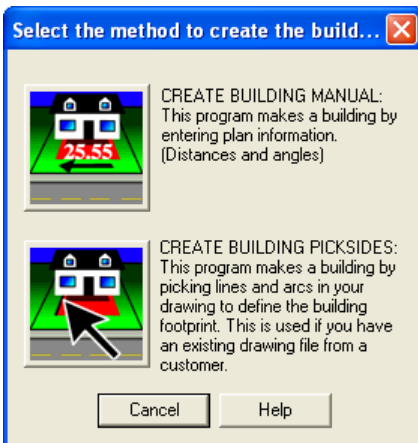 Select the method to create the build...
CREATE BUILDING MANUAL:
This program makes a building by
entering plan information.
(Distances and angles)
25.55
CREATE BUILDING PICKSIDES:
This program makes a building by
picking lines and arcs in your
drawing to define the building
footprint. This is used if you have
an existing drawing file from a
customer.
Cancel
Help